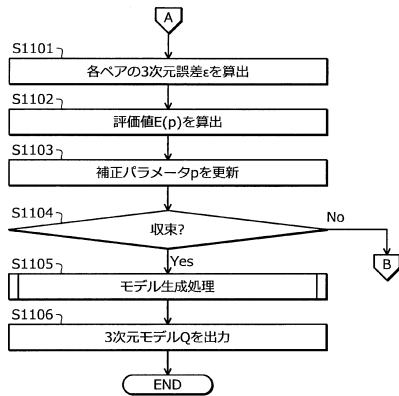 A
S1101
各ペアの3次元誤差εを算出
S1102
評価値E(p)を算出
S1103
補正パラメータpを更新
S1104
収束?
No
B
Yes
S1105
モデル生成処理
S1106
3次元モデルQを出力
END